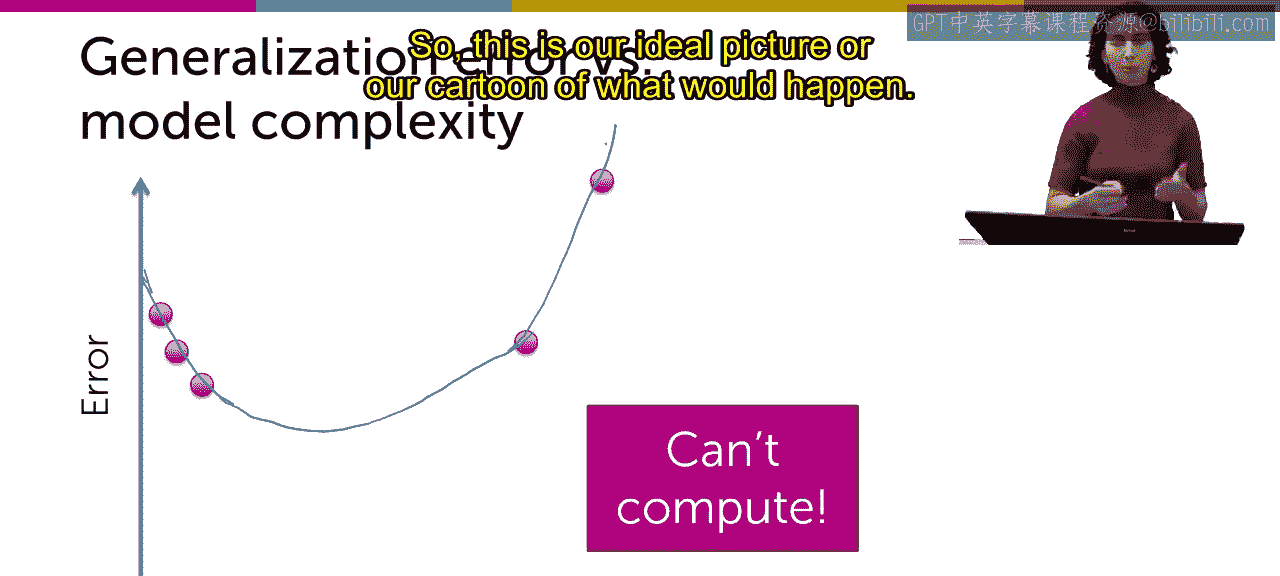 GPT中英字幕课程资源@bilibili.com
Generalization error vs.
model complexity
So, this is our ideal picture or
our cartoon of what would happen.
Error
Can't
compute!